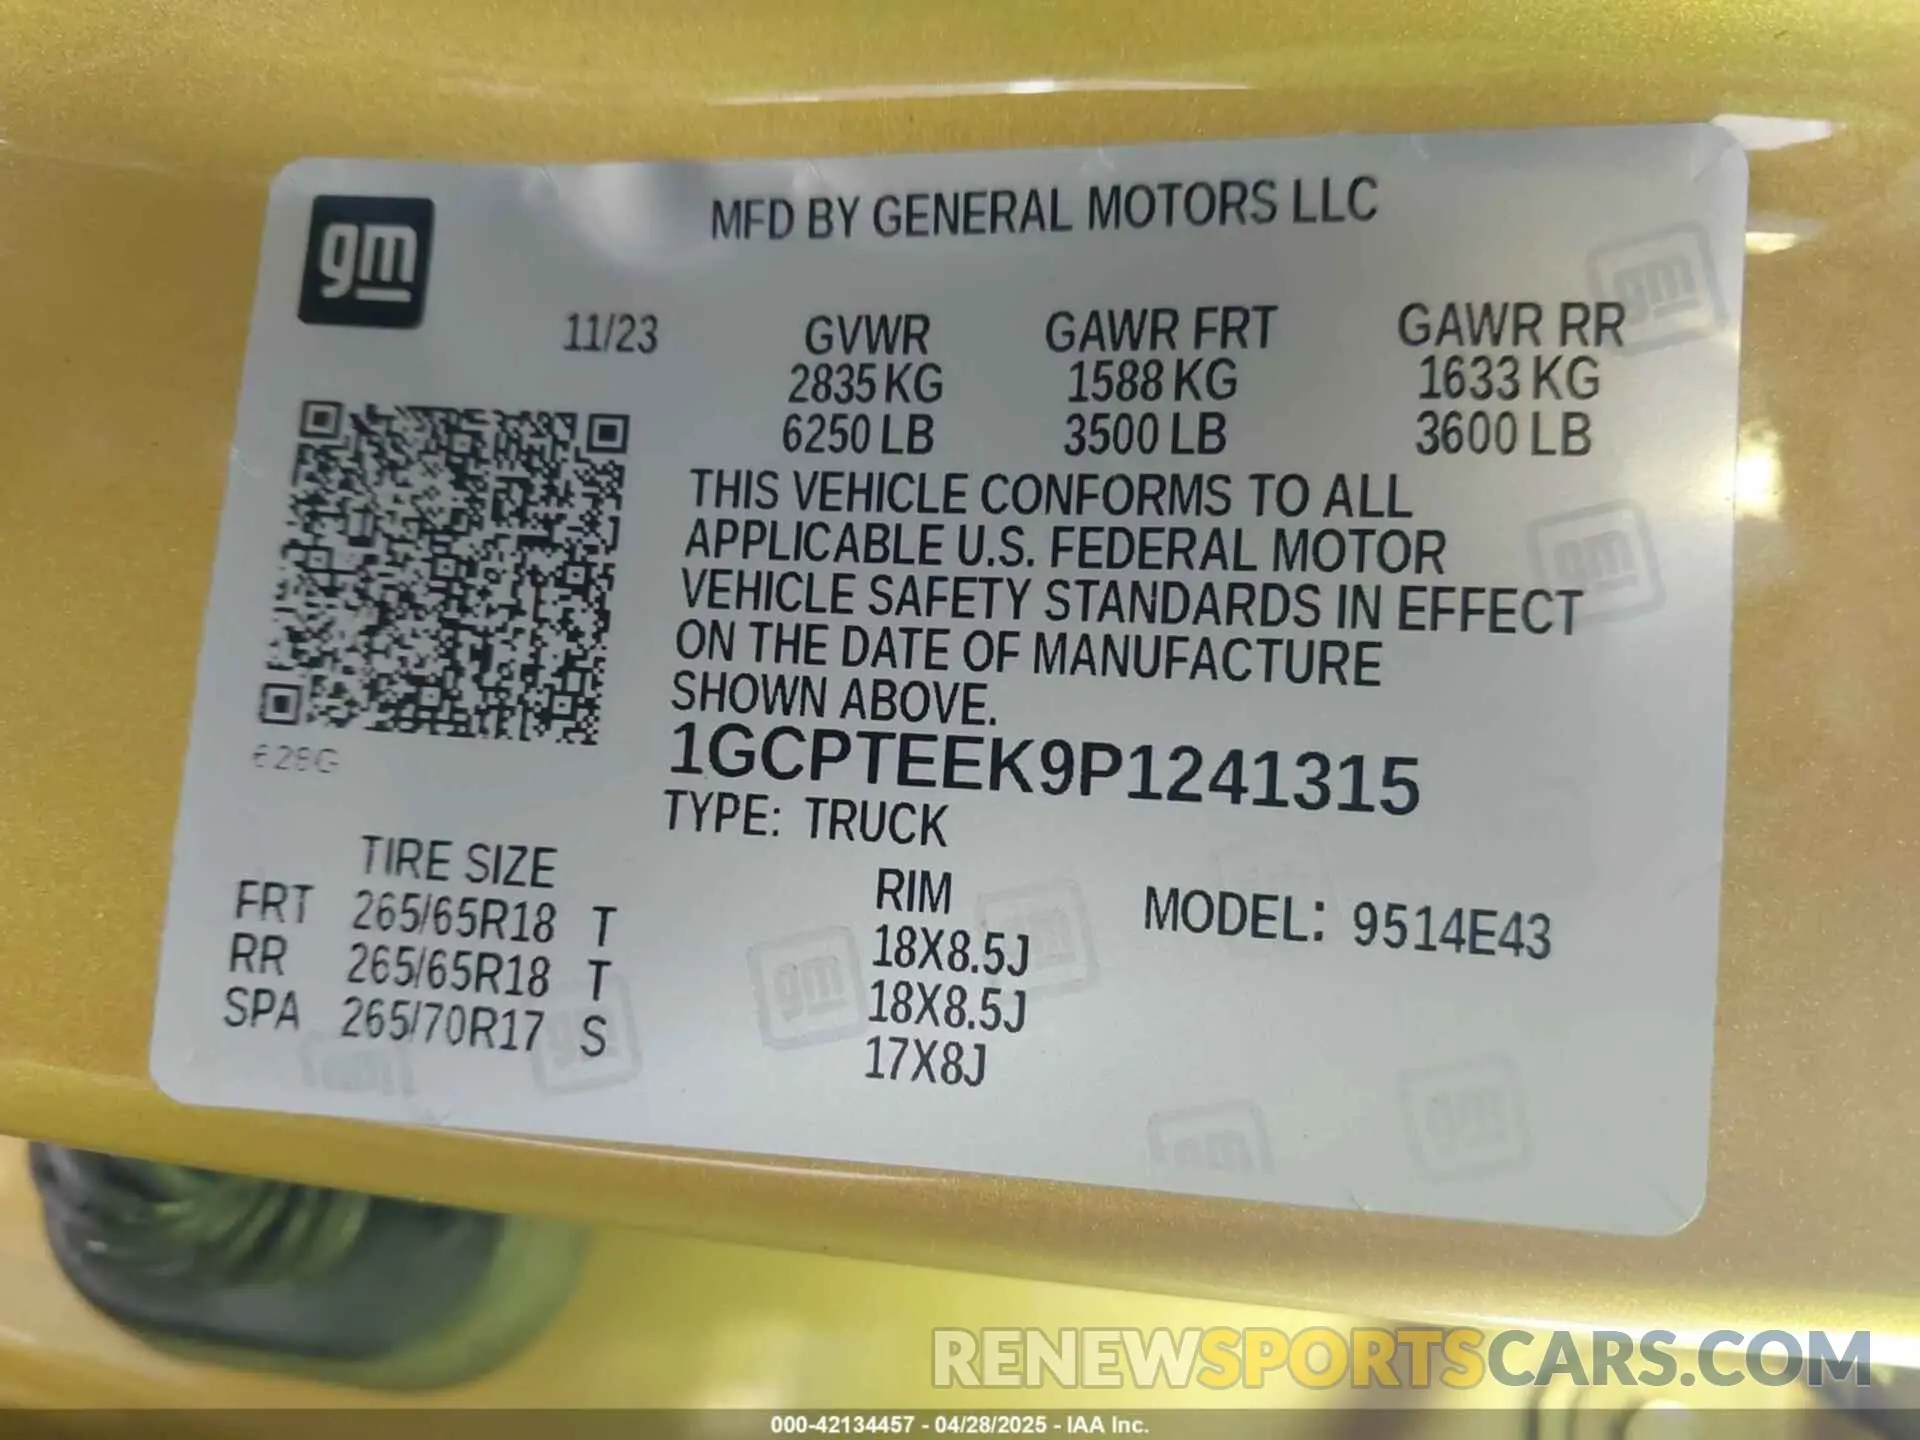 gm
MFD BY GENERAL MOTORS LLC
11/23 GVWR GAWR FRT GAWR RR
2835 KG 1588 KG 1633 KG
6250 LB 3500 LB 3600 LB
THIS VEHICLE CONFORMS TO ALL
APPLICABLE U.S. FEDERAL MOTOR
VEHICLE SAFETY STANDARDS IN EFFECT
ON THE DATE OF MANUFACTURE
SHOWN ABOVE.
1GCPTEEK9P1241315
TYPE: TRUCK
TIRE SIZE RIM MODEL: 9514E43
FRT 265/65R18 T 18X8.5J
RR 265/65R18 T 18X8.5J
SPA 265/70R17 S 17X8J
RENEWSPORTSCARS.COM
000-42134457 - 04/28/2025 - IAA Inc.